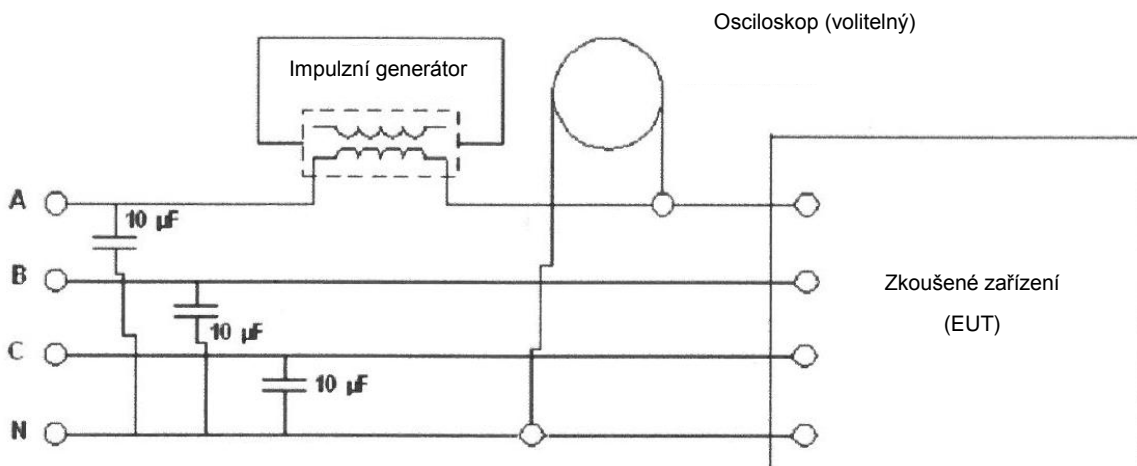 Osciloskop (volitelný)
Impulzní generátor
A
10 µF
B
10 µF
Zkoušené zařízení
(EUT)
C
10 µF
N